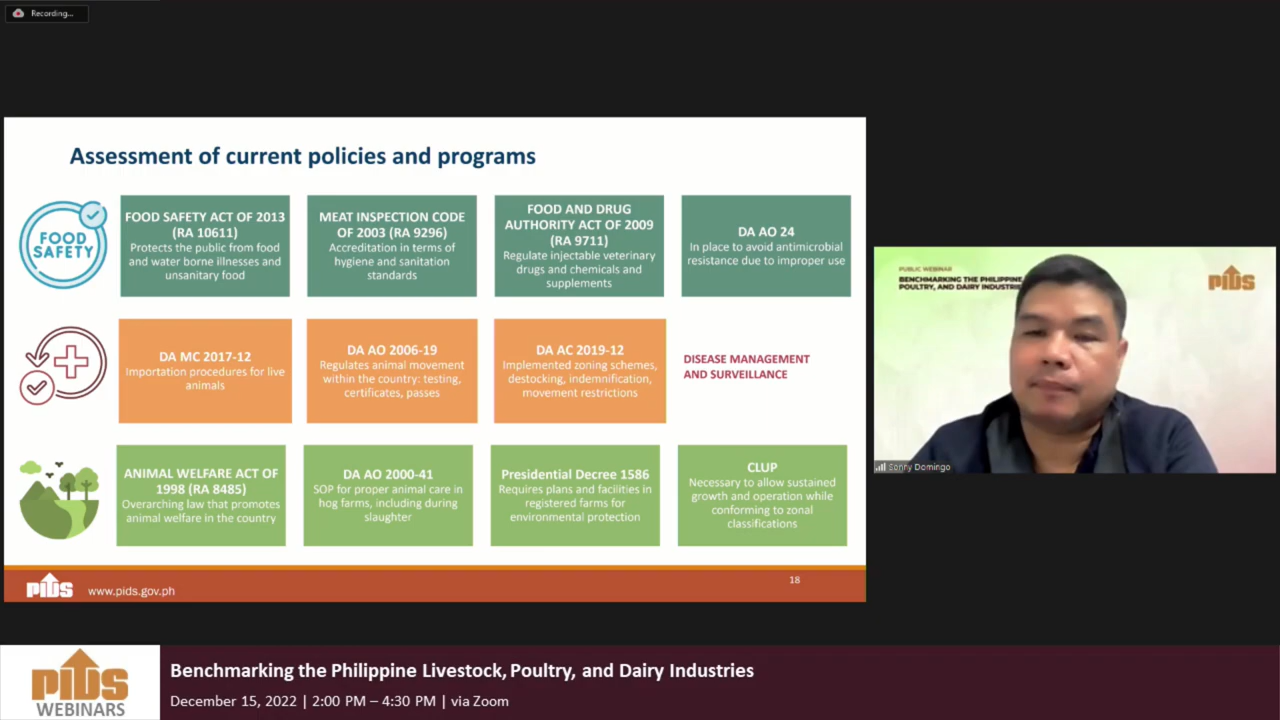 Recording...
Assessment of current policies and programs
FOOD
SAFETY
FOOD SAFETY ACT OF 2013
(RA 10611)
Protects the public from food
and water borne illnesses and
unsanitary food
MEAT INSPECTION CODE
OF 2003 (RA 9296)
Accreditation in terms of
hygiene and sanitation
standards
FOOD AND DRUG
AUTHORITY ACT OF 2009
(RA 9711)
Regulate injectable veterinary
drugs and chemicals and
supplements
DA AO 24
In place to avoid antimicrobial
resistance due to improper use
DA MC 2017-12
Importation procedures for live
animals
DA AO 2006-19
Regulates animal movement
within the country: testing,
certificates, passes
DA AC 2019-12
Implemented zoning schemes,
destocking, indemnification,
movement restrictions
DISEASE MANAGEMENT
AND SURVEILLANCE
ANIMAL WELFARE ACT OF
1998 (RA 8485)
Overarching law that promotes
animal welfare in the country
DA AO 2000-41
SOP for proper animal care in
hog farms, including during
slaughter
Presidential Decree 1586
Requires plans and facilities in
registered farms for
environmental protection
CLUP
Necessary to allow sustained
growth and operation while
conforming to zonal
classifications
PIDS
www.pids.gov.ph
18
PUBLIC WEBINAR
BENCHMARKING THE PHILIPPINE
POULTRY, AND DAIRY
PIDS
Sonny Domingo
PIDS
WEBINARS
Benchmarking the Philippine Livestock, Poultry, and Dairy Industries
December 15, 2022 | 2:00 PM – 4:30 PM | via Zoom